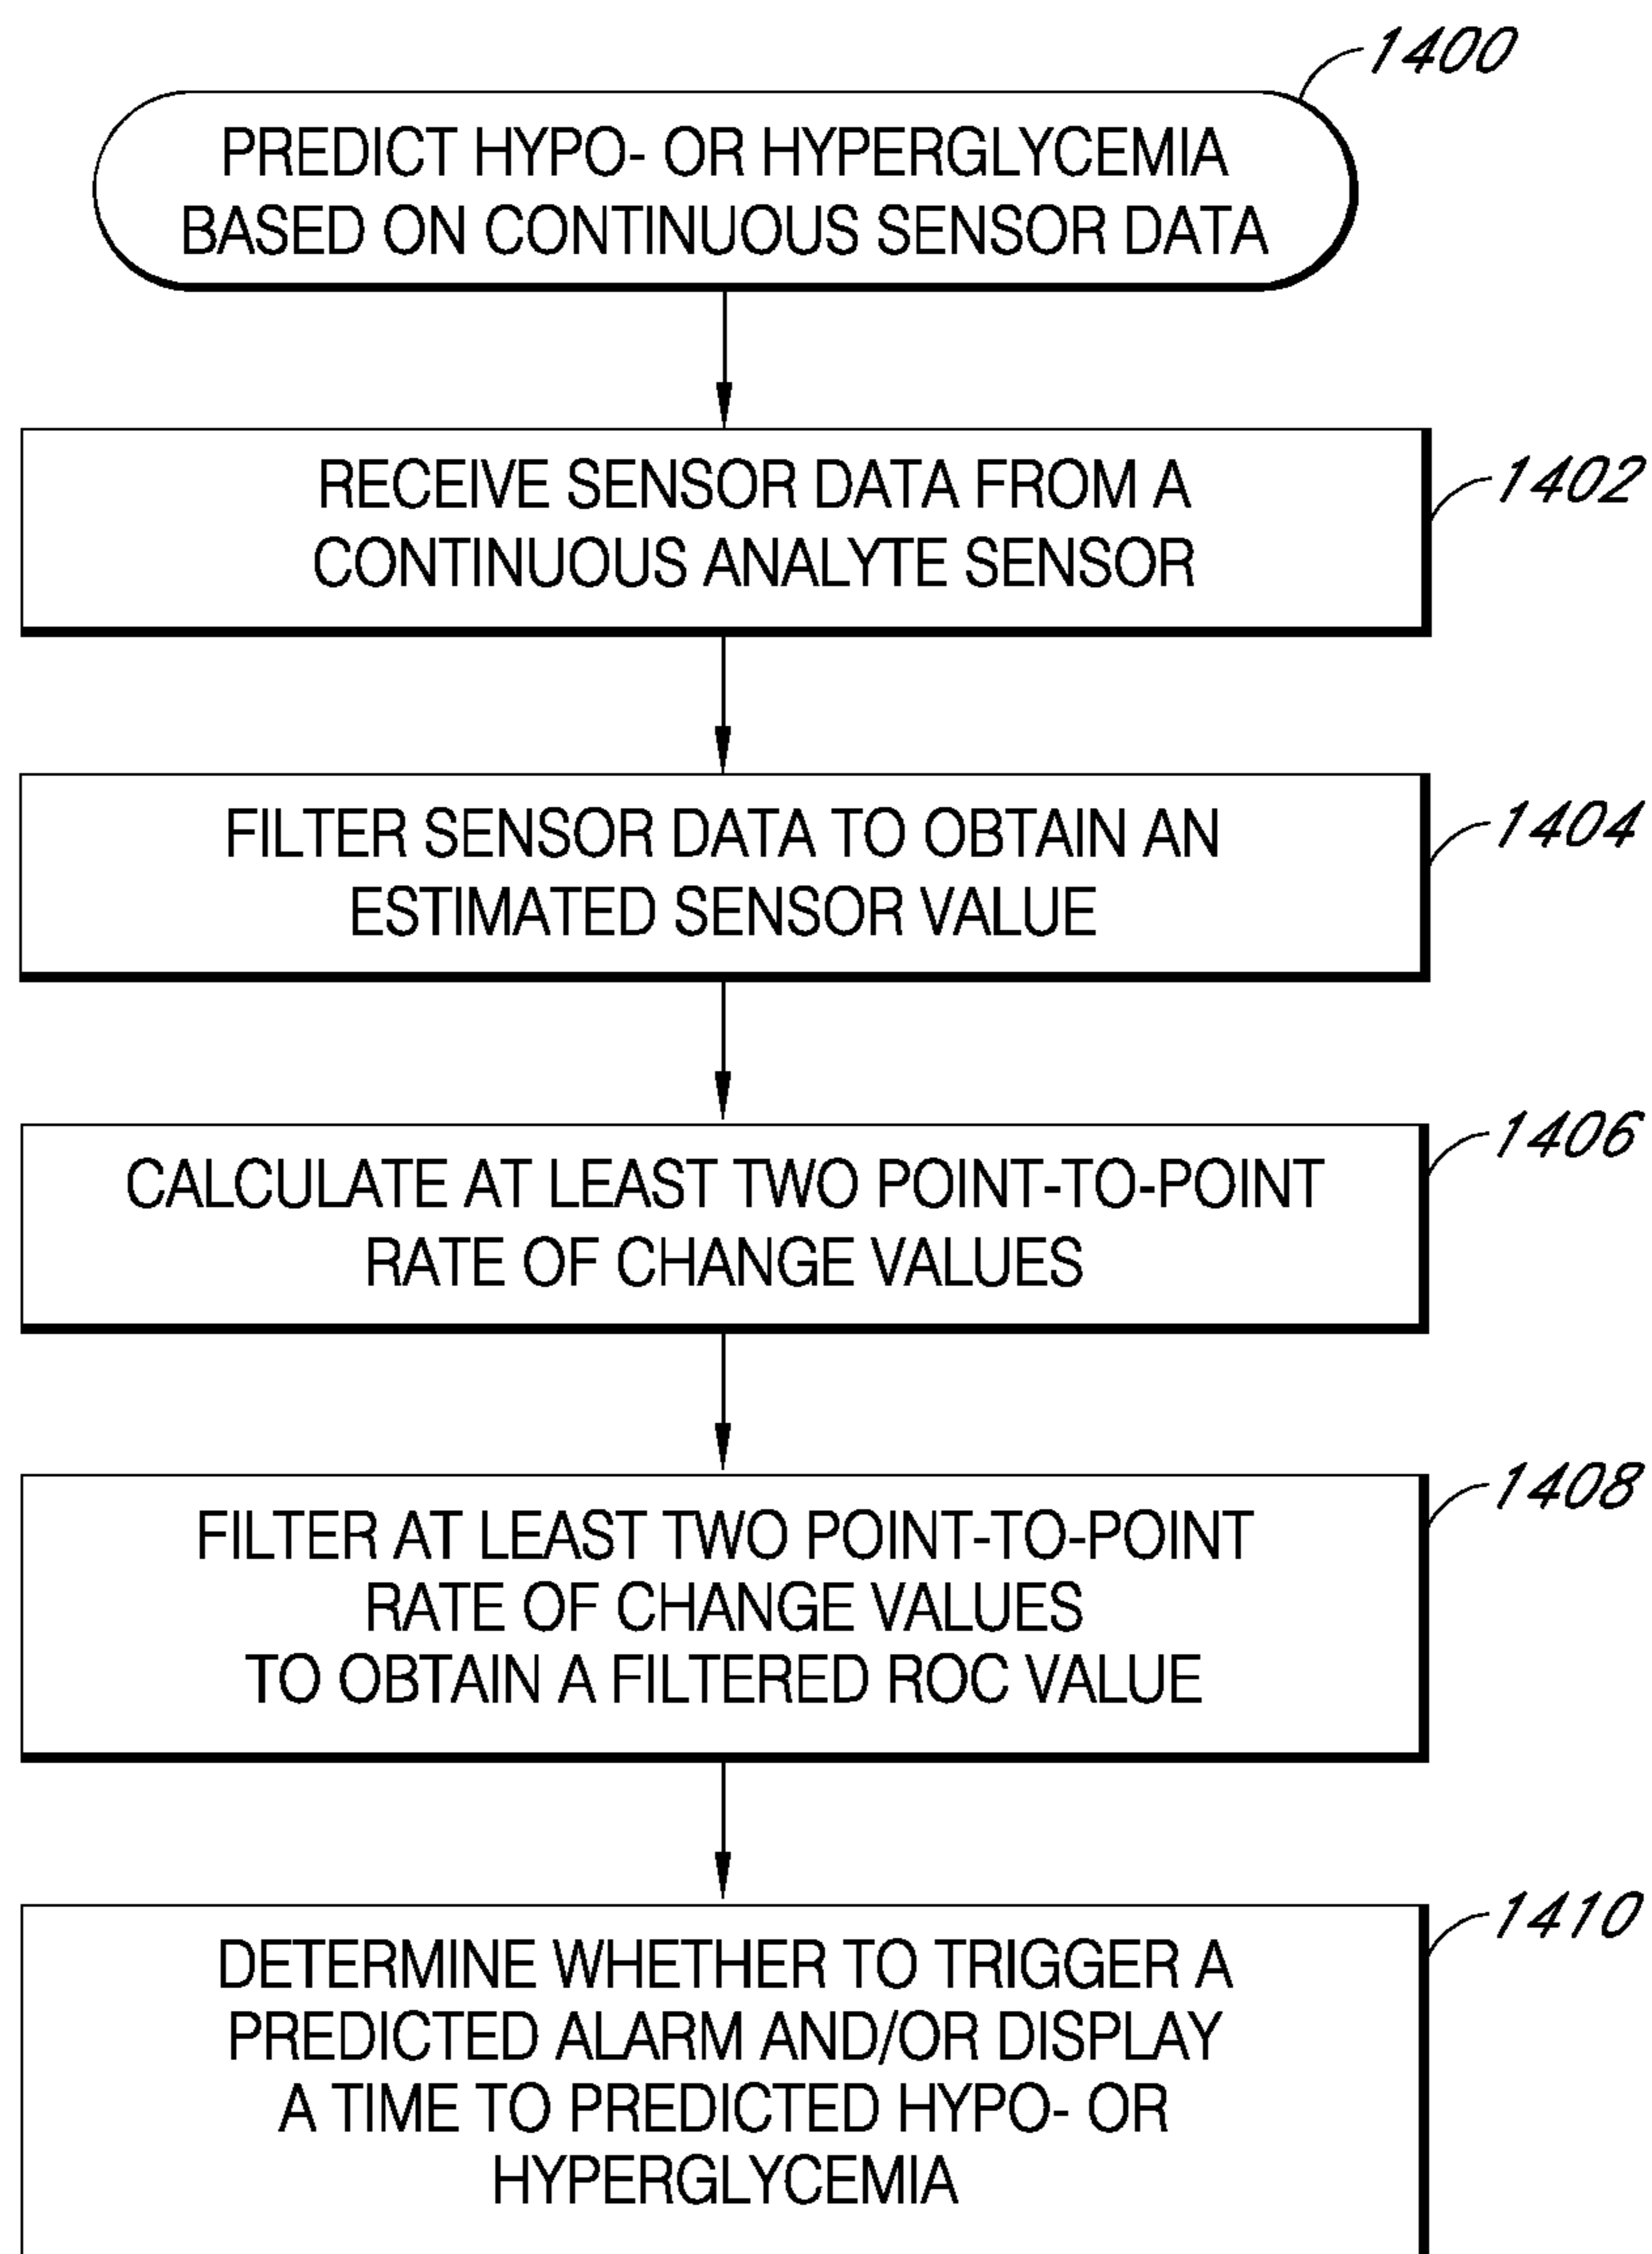 1400
PREDICT HYPO- OR HYPERGLYCEMIA
BASED ON CONTINUOUS SENSOR DATA
1402
RECEIVE SENSOR DATA FROM A
CONTINUOUS ANALYTE SENSOR
1404
FILTER SENSOR DATA TO OBTAIN AN
ESTIMATED SENSOR VALUE
1406
CALCULATE AT LEAST TWO POINT-TO-POINT
RATE OF CHANGE VALUES
1408
FILTER AT LEAST TWO POINT-TO-POINT
RATE OF CHANGE VALUES
TO OBTAIN A FILTERED ROC VALUE
1410
DETERMINE WHETHER TO TRIGGER A
PREDICTED ALARM AND/OR DISPLAY
A TIME TO PREDICTED HYPO- OR
HYPERGLYCEMIA